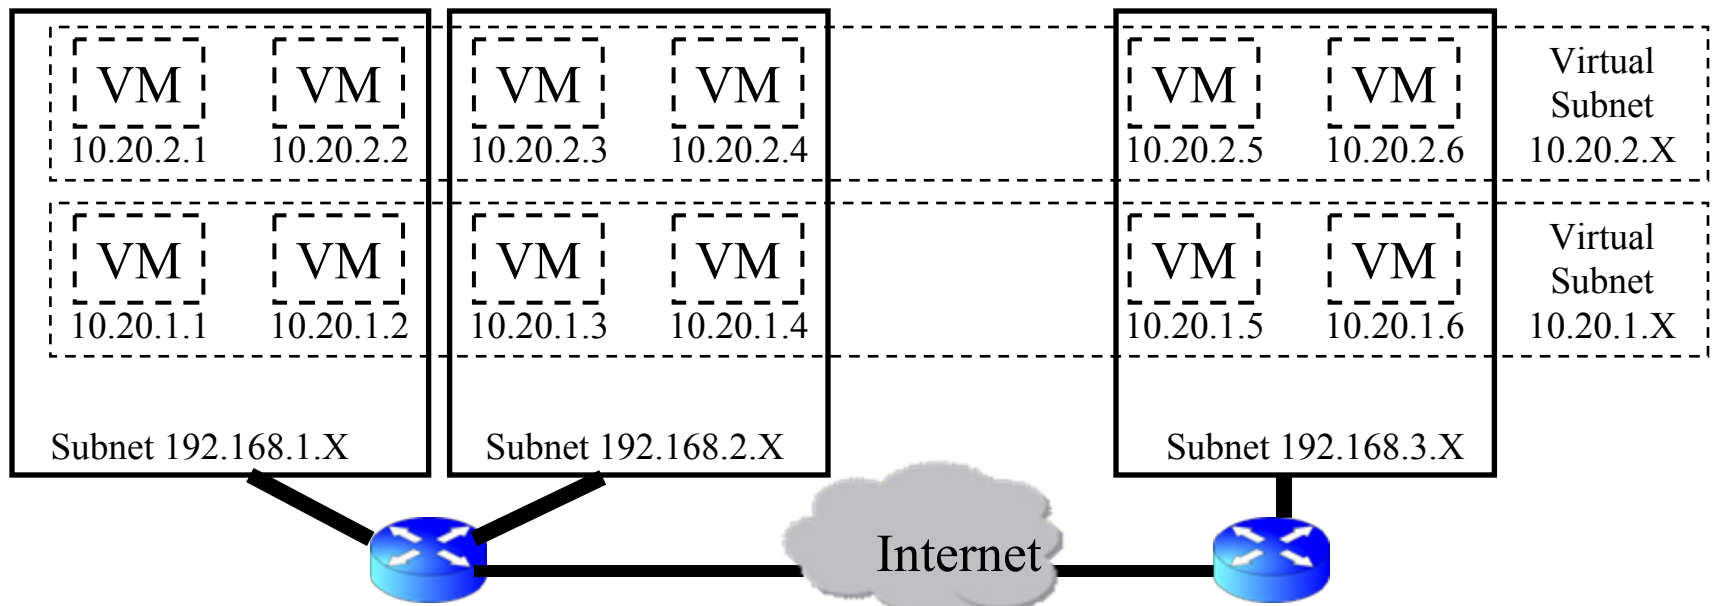 VM VM VM VM VM VM
Virtual
Subnet
10.20.2.X
10.20.2.1 10.20.2.2 10.20.2.3 10.20.2.4 10.20.2.5 10.20.2.6
VM VM VM VM VM VM
Virtual
Subnet
10.20.1.X
10.20.1.1 10.20.1.2 10.20.1.3 10.20.1.4 10.20.1.5 10.20.1.6
Subnet 192.168.1.X
Subnet 192.168.2.X
Subnet 192.168.3.X
Internet